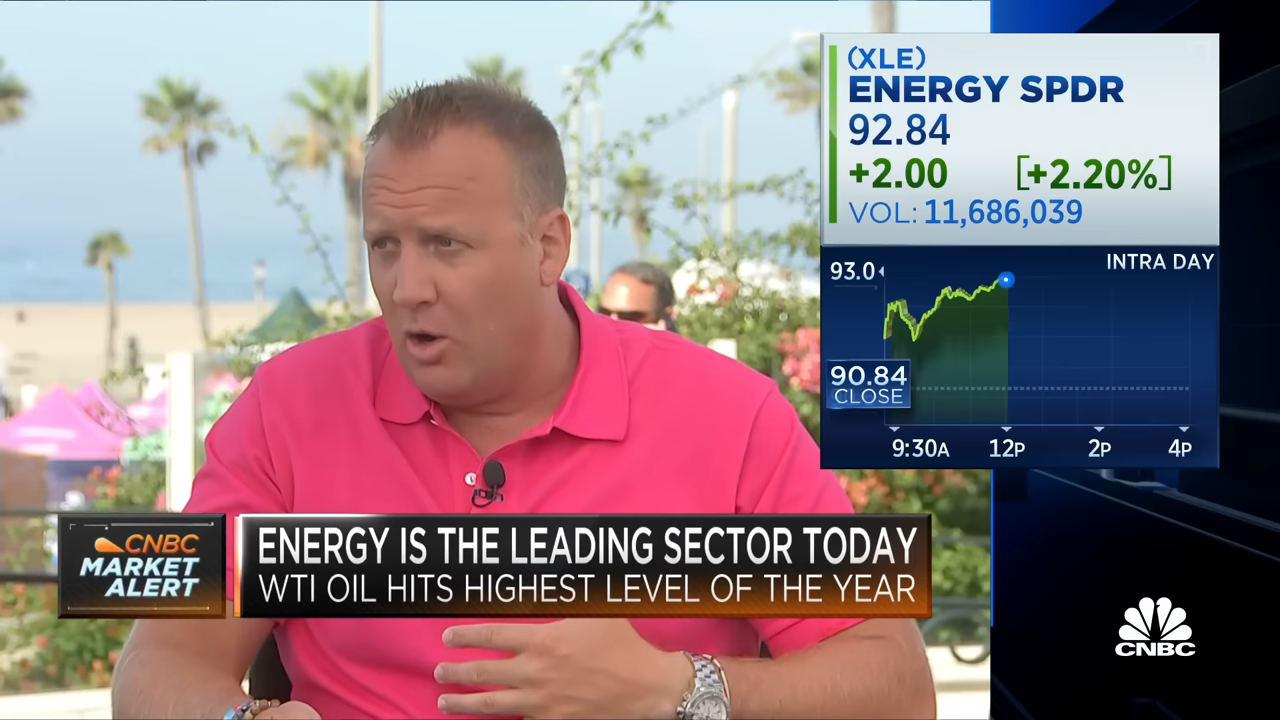 (XLE)
ENERGY SPDR
92.84
+2.00 [+2.20%]
VOL: 11,686,039
INTRA DAY
93.0
90.84
CLOSE
9:30A 12P 2P 4P
CNBC
MARKET
ALERT
ENERGY IS THE LEADING SECTOR TODAY
WTI OIL HITS HIGHEST LEVEL OF THE YEAR
CNBC